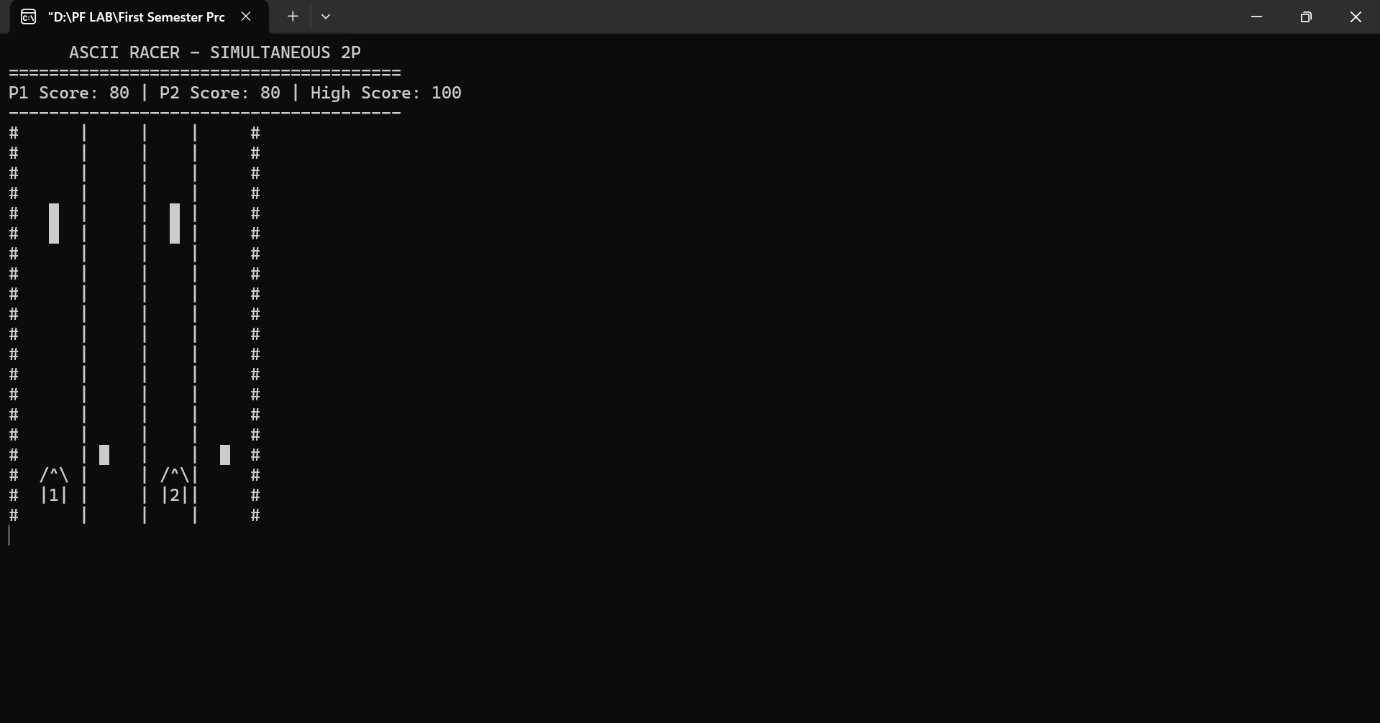 "D:\PF LAB\First Semester Prc
ASCII RACER - SIMULTANEOUS 2P
=======================================
P1 Score: 80 | P2 Score: 80 | High Score: 100
---------------------------------------
#      |     |    |     #
#      |     |    |     #
#      |     |    |     #
#      |     |    |     #
#   █  |     |  █ |     #
#   █  |     |  █ |     #
#      |     |    |     #
#      |     |    |     #
#      |     |    |     #
#      |     |    |     #
#      |     |    |     #
#      |     |    |     #
#      |     |    |     #
#      |     |    |     #
#      |     |    |     #
#      |     |    |     #
#      | █   |    |  █  #
#  /^\ |     | /^\|     #
#  |1| |     | |2||     #
#      |     |    |     #